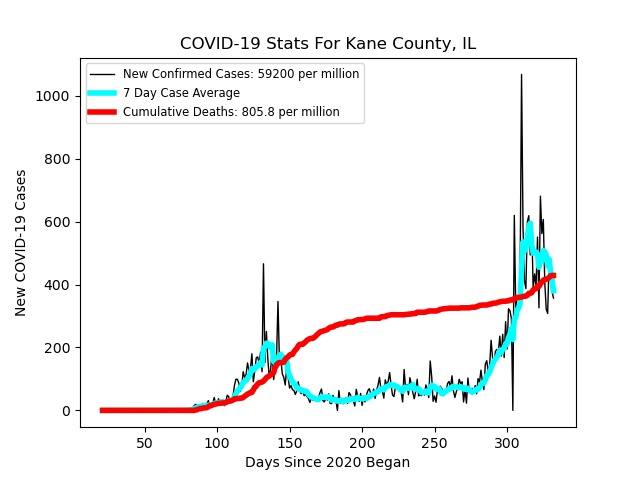 COVID-19 Stats For Kane County, IL
New Confirmed Cases: 59200 per million
7 Day Case Average
Cumulative Deaths: 805.8 per million
New COVID-19 Cases
1000
800
600
400
200
0
50
100
150
200
250
300
Days Since 2020 Began